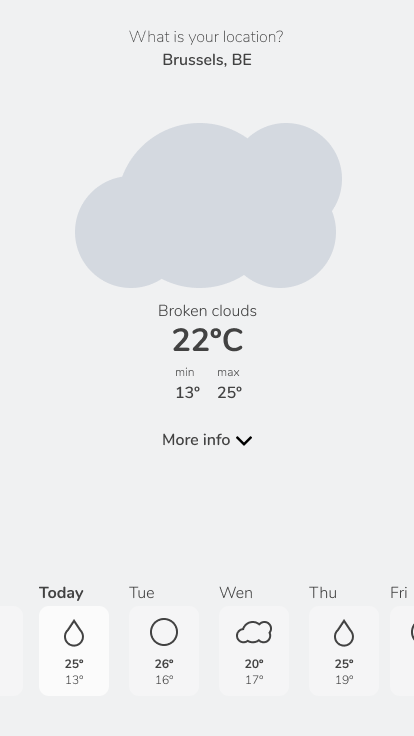 What is your location?
Brussels, BE
Broken clouds
22°C
min max
13° 25°
More info
Today Tue Wen Thu Fri
25° 26° 20° 25°
13° 16° 17° 19°